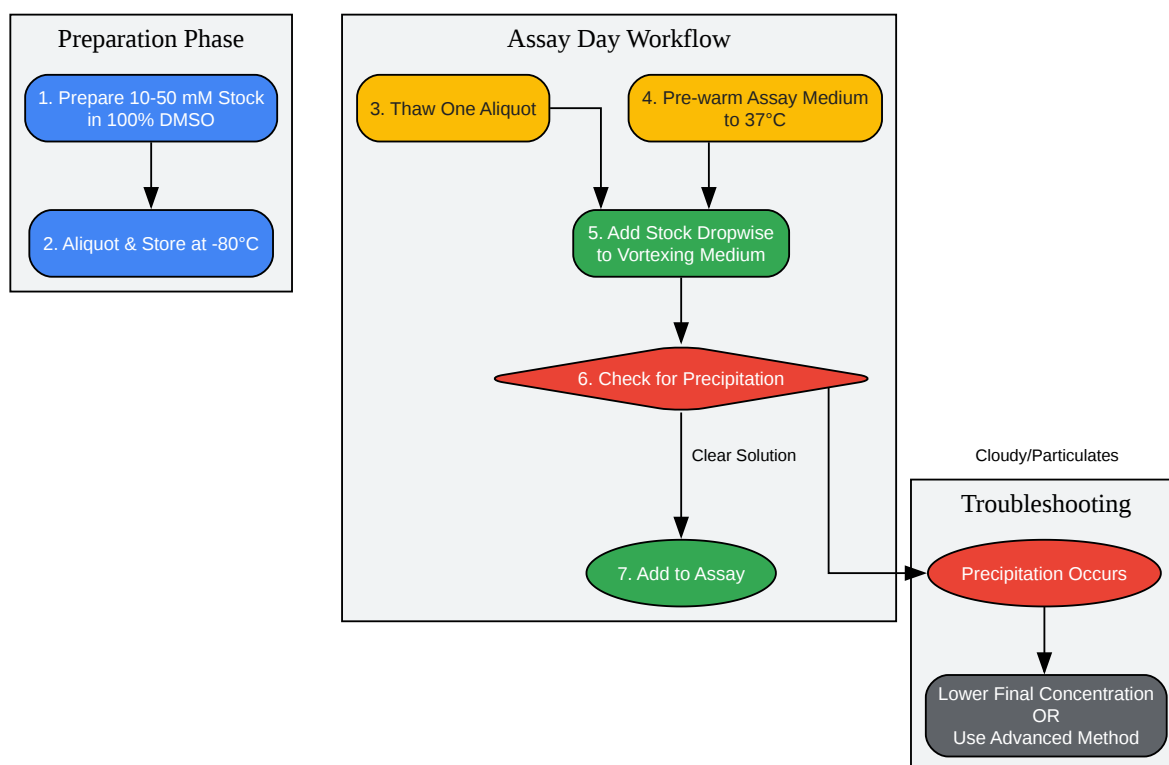 Preparation Phase
1. Prepare 10-50 mM Stock
in 100% DMSO
2. Aliquot & Store at -80°C
Assay Day Workflow
3. Thaw One Aliquot
4. Pre-warm Assay Medium
to 37°C
5. Add Stock Dropwise
to Vortexing Medium
6. Check for Precipitation
Clear Solution
7. Add to Assay
Cloudy/Particulates
Troubleshooting
Precipitation Occurs
Lower Final Concentration
OR
Use Advanced Method